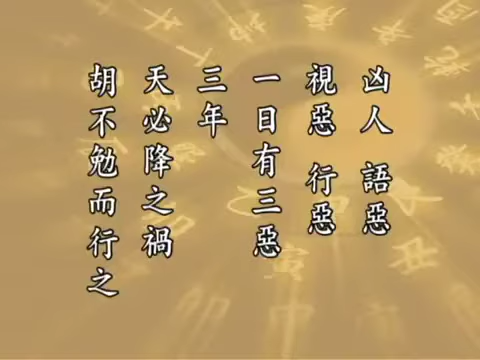 凶人 語惡
視惡 行惡
一日有三惡
三年
天必降之禍
胡不勉而行之